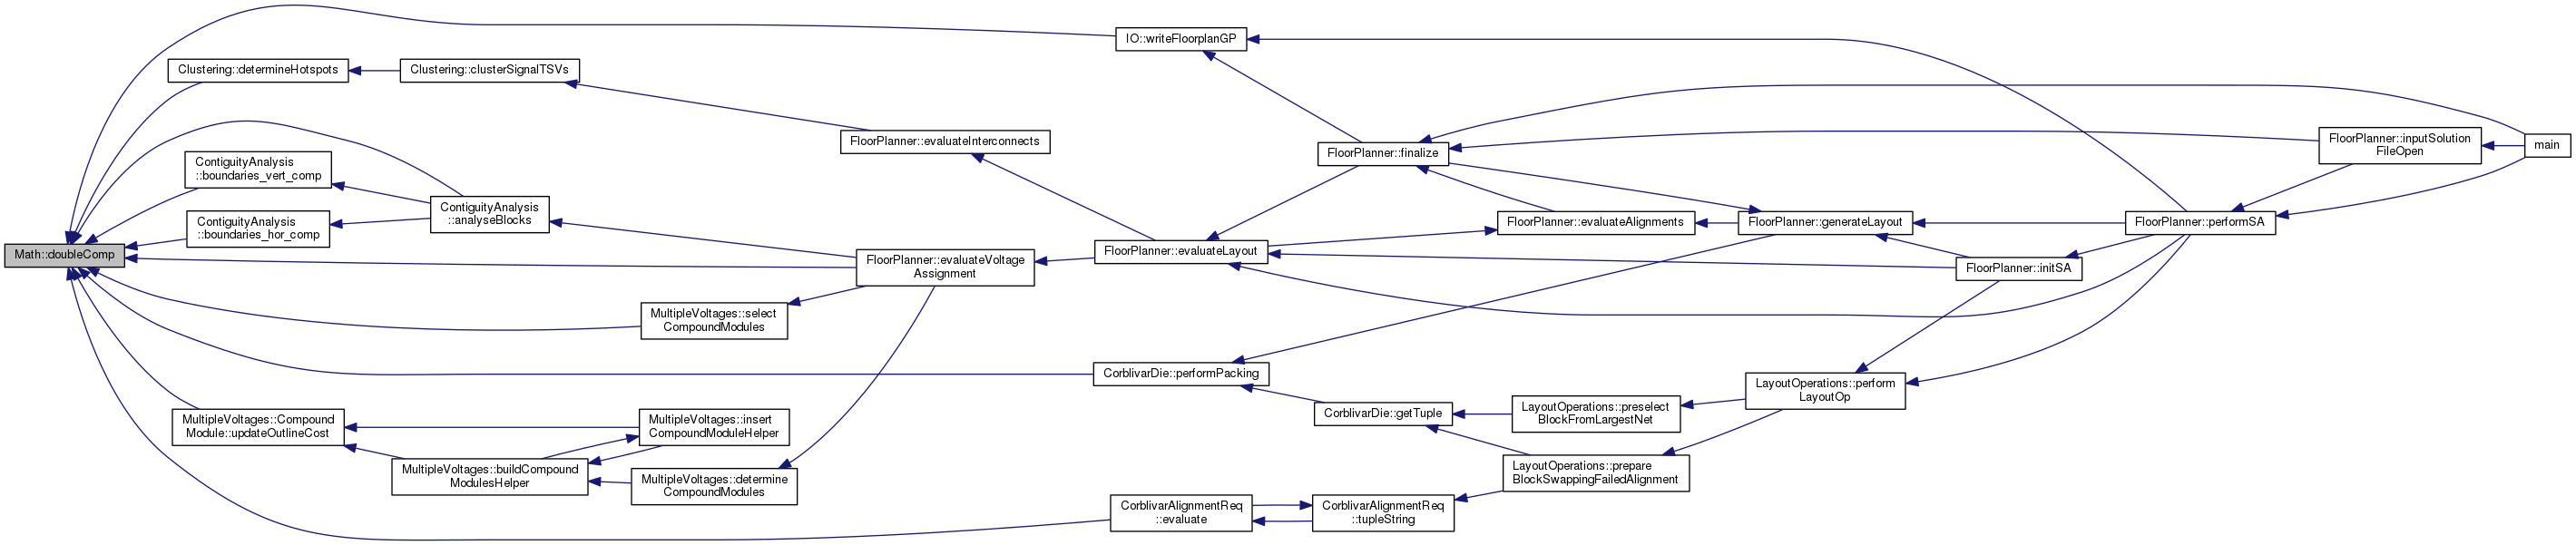 Math::doubleComp
Clustering::determineHotspots
ContiguityAnalysis
::boundaries_vert_comp
ContiguityAnalysis
::boundaries_hor_comp
MultipleVoltages::Compound
Module::updateOutlineCost
Clustering::clusterSignalTSVs
ContiguityAnalysis
::analyseBlocks
MultipleVoltages::buildCompound
ModulesHelper
MultipleVoltages::select
CompoundModules
MultipleVoltages::insert
CompoundModuleHelper
MultipleVoltages::determine
CompoundModules
FloorPlanner::evaluateInterconnects
FloorPlanner::evaluateVoltage
Assignment
IO::writeFloorplanGP
FloorPlanner::evaluateLayout
CorblivarDie::performPacking
CorblivarAlignmentReq
::evaluate
FloorPlanner::finalize
CorblivarDie::getTuple
CorblivarAlignmentReq
::tupleString
FloorPlanner::evaluateAlignments
LayoutOperations::preselect
BlockFromLargestNet
LayoutOperations::prepare
BlockSwappingFailedAlignment
FloorPlanner::generateLayout
LayoutOperations::perform
LayoutOp
FloorPlanner::initSA
FloorPlanner::performSA
FloorPlanner::inputSolution
FileOpen
main